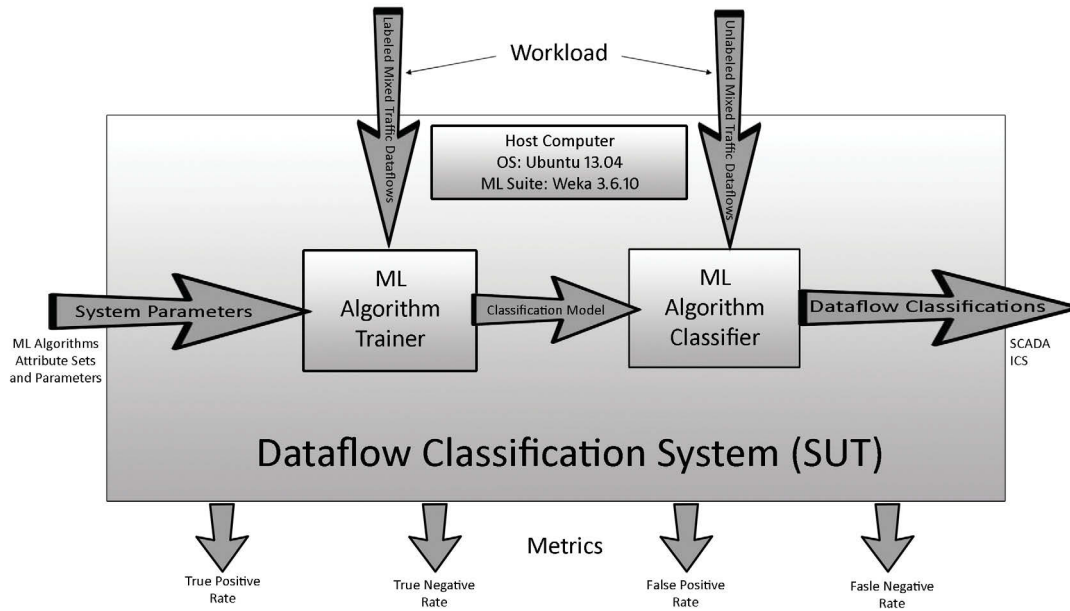 Workload
Labeled Mixed Traffic Dataflows
Unlabeled Mixed Traffic Dataflows
Host Computer
OS: Ubuntu 13.04
ML Suite: Weka 3.6.10
System Parameters
ML Algorithms
Attribute Sets
and Parameters
ML
Algorithm
Trainer
Classification Model
ML
Algorithm
Classifier
Dataflow Classifications
SCADA
ICS
Dataflow Classification System (SUT)
Metrics
True Positive
Rate
True Negative
Rate
False Positive
Rate
Fasle Negative
Rate